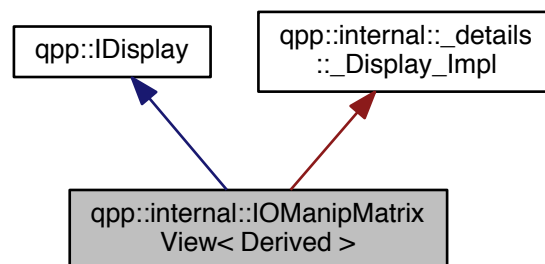 qpp::IDisplay
qpp::internal::_details
::_Display_Impl
qpp::internal::IOManipMatrix
View< Derived >